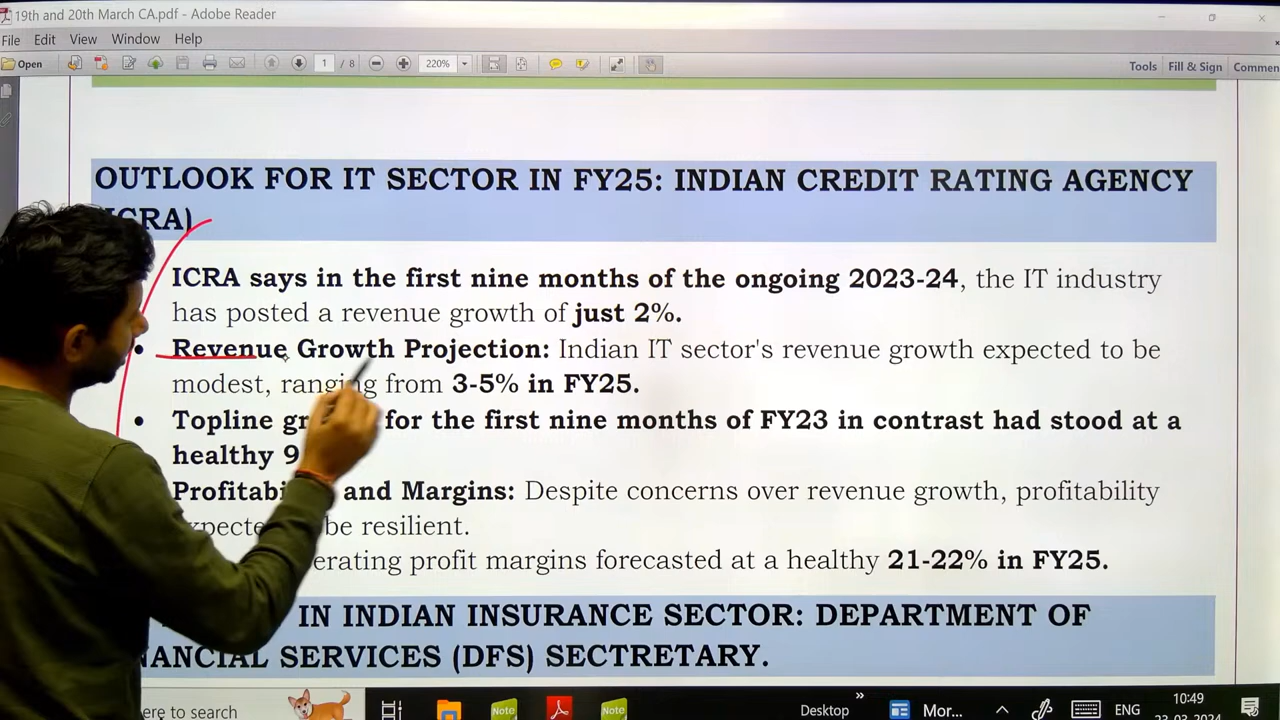 19th and 20th March CA.pdf - Adobe Reader
File Edit View Window Help
Open 1 / 8 220% Tools Fill & Sign Commen
OUTLOOK FOR IT SECTOR IN FY25: INDIAN CREDIT RATING AGENCY
ICRA)
ICRA says in the first nine months of the ongoing 2023-24, the IT industry
has posted a revenue growth of just 2%.
• Revenue Growth Projection: Indian IT sector's revenue growth expected to be
modest, ranging from 3-5% in FY25.
• Topline gr for the first nine months of FY23 in contrast had stood at a
healthy 9
Profitabi and Margins: Despite concerns over revenue growth, profitability
xpecte be resilient.
erating profit margins forecasted at a healthy 21-22% in FY25.
IN INDIAN INSURANCE SECTOR: DEPARTMENT OF
NANCIAL SERVICES (DFS) SECTRETARY.
ere to search Note Note Desktop » Mor... ENG 10:49